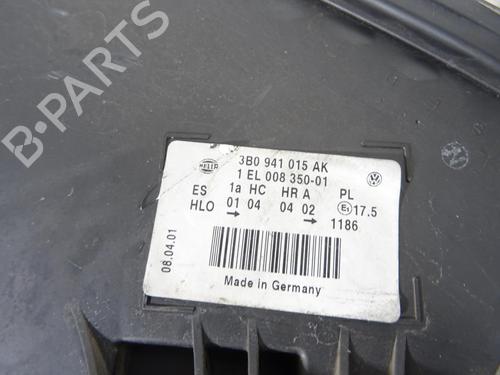 B-PARTS
HELLA
3B0 941 015 AK
1 EL 008 350-01
ES 1a HC HR A PL
HLO 01 04 04 02 E1 17.5
→ → 1186
08.04.01
Made in Germany